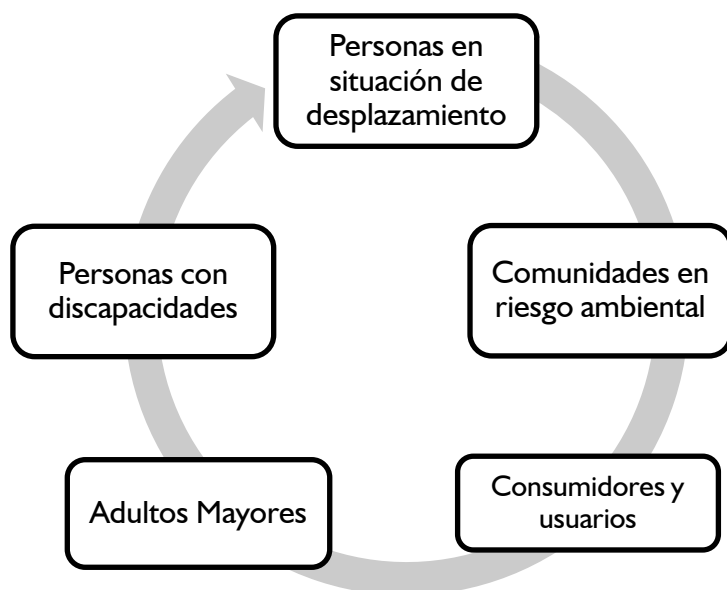 Personas en
situación de
desplazamiento
Comunidades en
riesgo ambiental
Consumidores y
usuarios
Adultos Mayores
Personas con
discapacidades